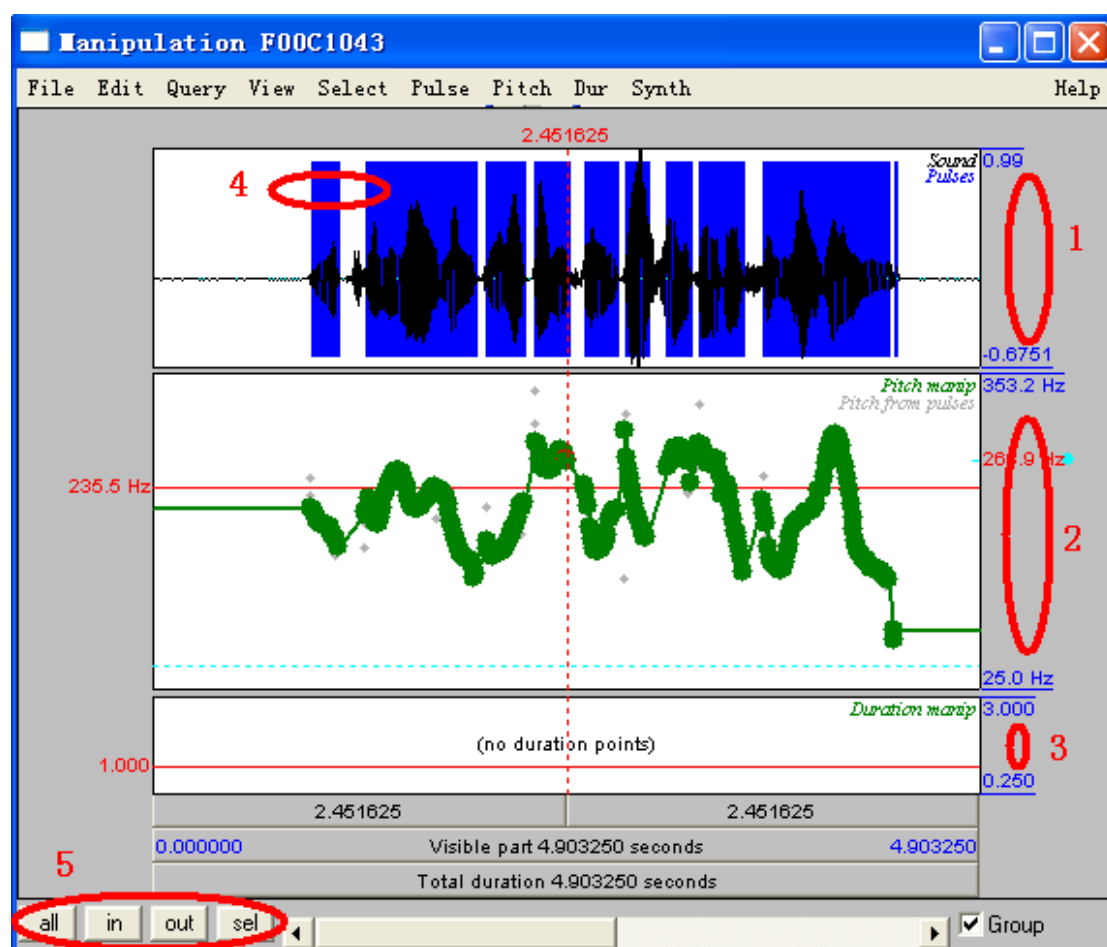 Manipulation F00C1043
File Edit Query View Select Pulse Pitch Dur Synth Help
2.451625
Sound 0.99
Pulses
4
1
-0.6751
Pitch manip 353.2 Hz
Pitch from pulses
235.5 Hz
2
25.0 Hz
Duration manip 3.000
(no duration points)
3
1.000
0.250
2.451625 2.451625
0.000000 Visible part 4.903250 seconds 4.903250
5
Total duration 4.903250 seconds
all in out sel Group